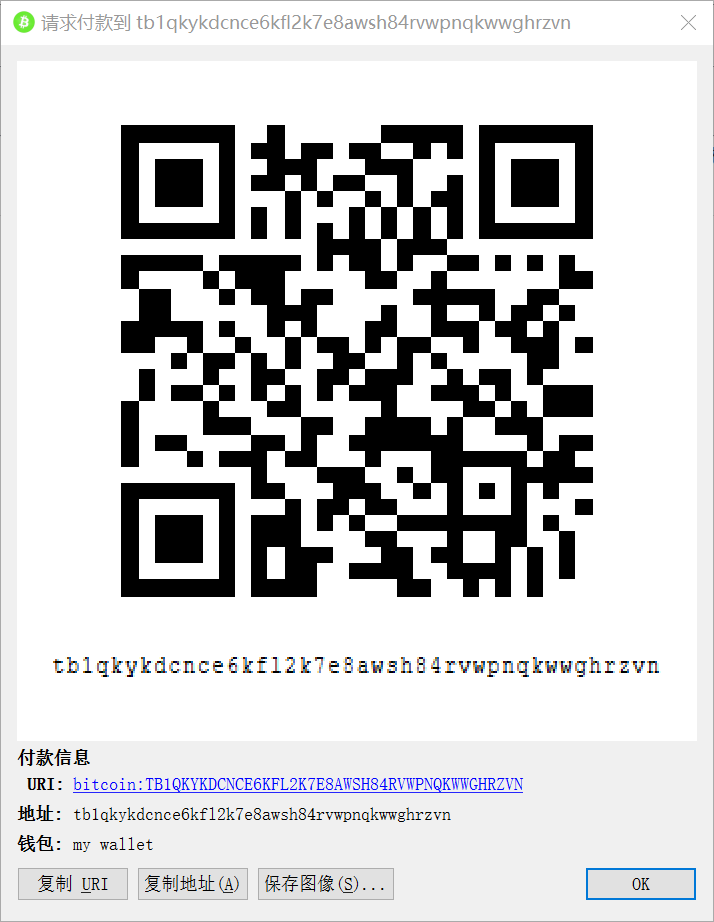 请求付款到 tb1qkykdcnce6kfl2k7e8awsh84rvwpnqkwwghrzvn
tb1qkykdcnce6kfl2k7e8awsh84rvwpnqkwwghrzvn
付款信息
URI: bitcoin:TB1QKYKDCNCE6KFL2K7E8AWSH84RVWPNQKWWGHRZVN
地址: tb1qkykdcnce6kfl2k7e8awsh84rvwpnqkwwghrzvn
钱包: my wallet
复制 URI 复制地址(A) 保存图像(S)... OK